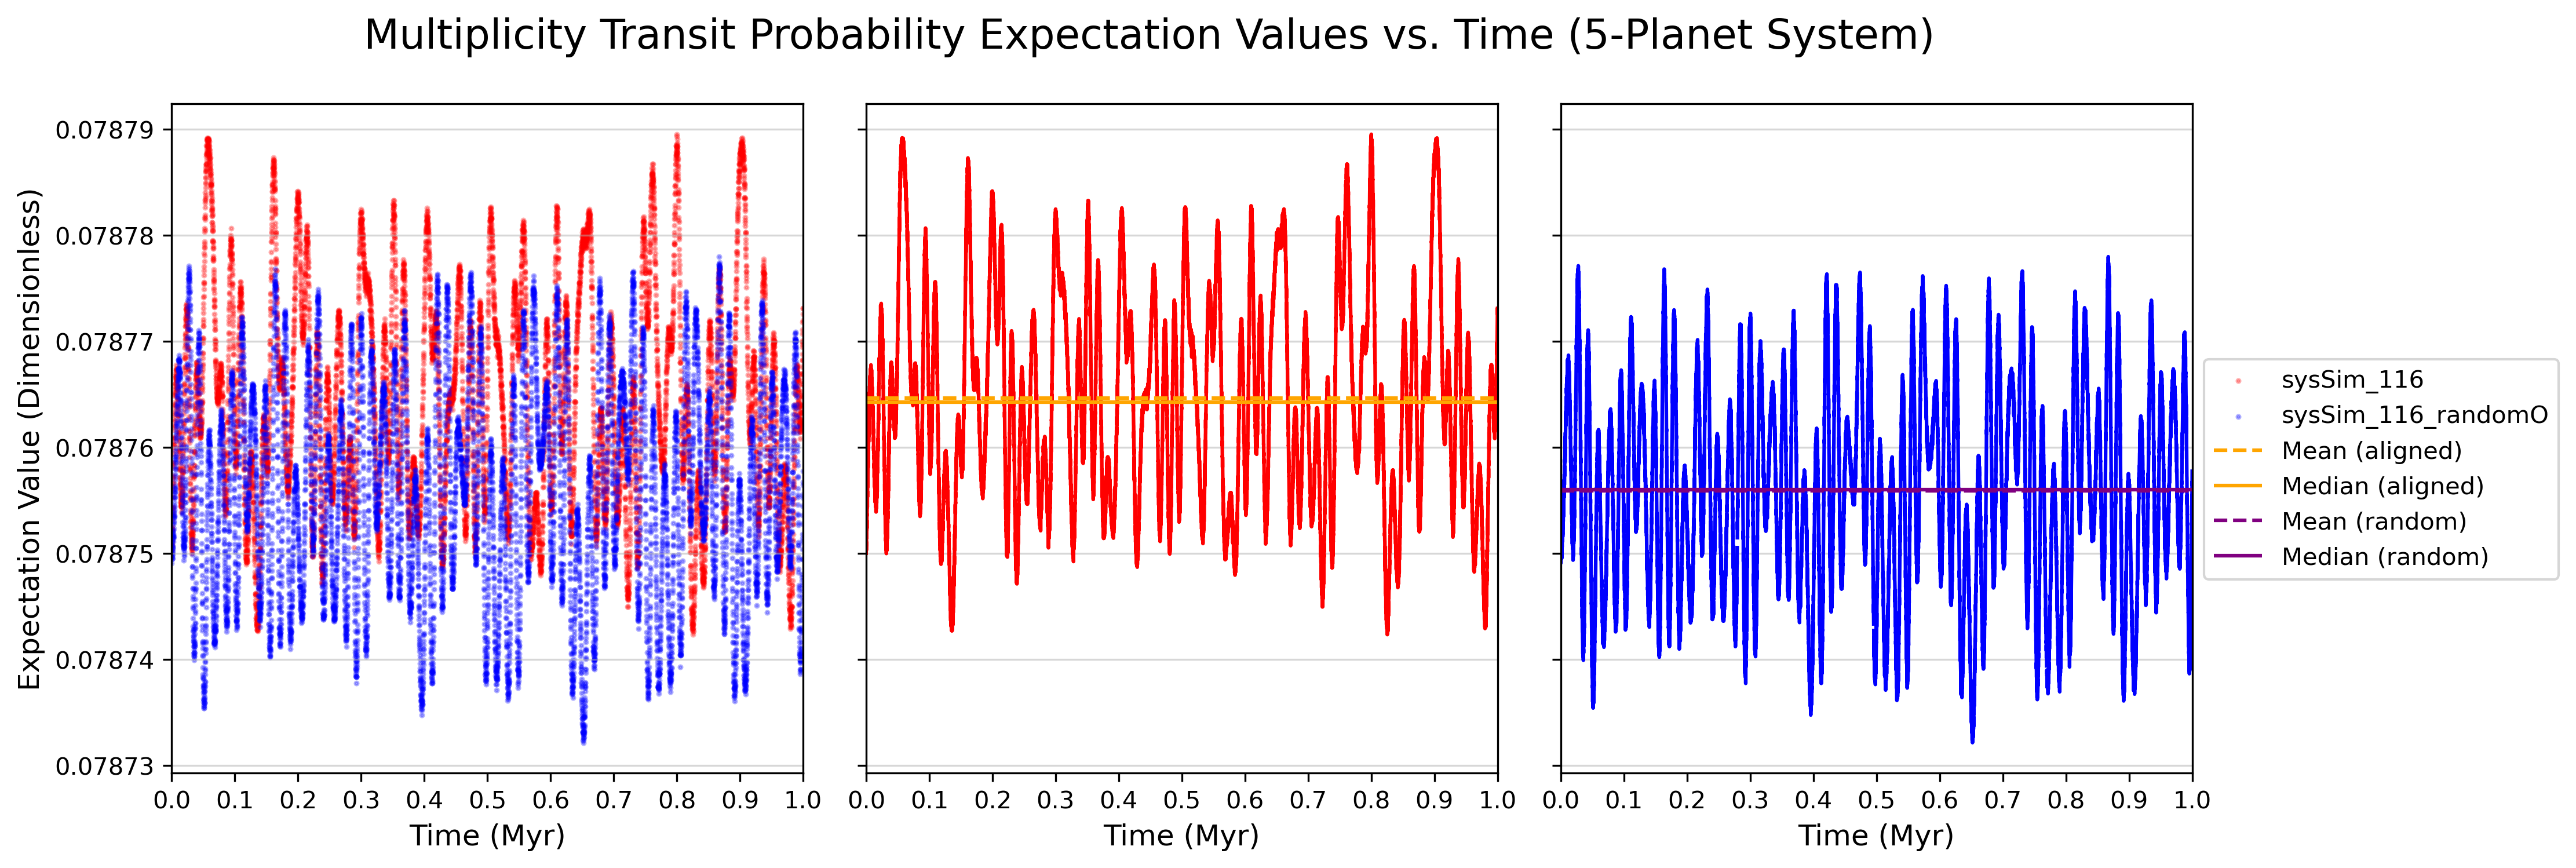 Multiplicity Transit Probability Expectation Values vs. Time (5-Planet System)
Expectation Value (Dimensionless)
0.07879
0.07878
0.07877
0.07876
0.07875
0.07874
0.07873
0.0 0.1 0.2 0.3 0.4 0.5 0.6 0.7 0.8 0.9 1.0
Time (Myr)
0.0 0.1 0.2 0.3 0.4 0.5 0.6 0.7 0.8 0.9 1.0
Time (Myr)
0.0 0.1 0.2 0.3 0.4 0.5 0.6 0.7 0.8 0.9 1.0
Time (Myr)
sysSim_116
sysSim_116_randomO
Mean (aligned)
Median (aligned)
Mean (random)
Median (random)